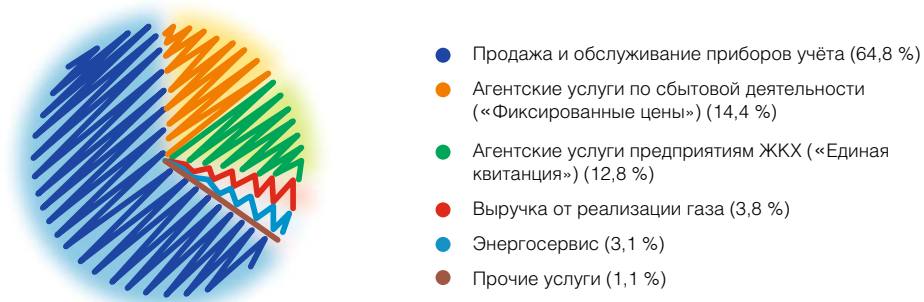 Продажа и обслуживание приборов учёта (64,8 %)
Агентские услуги по сбытовой деятельности
(«Фиксированные цены») (14,4 %)
Агентские услуги предприятиям ЖКХ («Единая
квитанция») (12,8 %)
Выручка от реализации газа (3,8 %)
Энергосервис (3,1 %)
Прочие услуги (1,1 %)